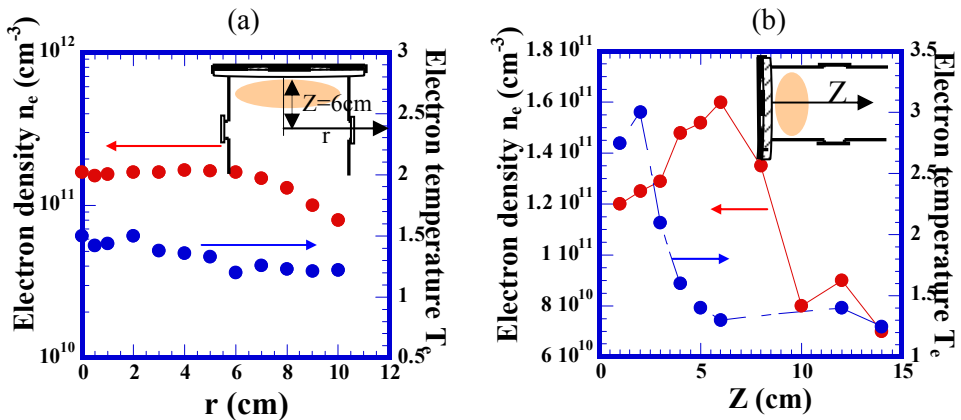 (a)
Electron density nₑ (cm⁻³)
10¹²
10¹¹
10¹⁰
0 2 4 6 8 10 12
r (cm)
3
2.5
2
1.5
1
0.5
Electron temperature Tₑ
Z=6cm
r
(b)
Electron density nₑ (cm⁻³)
1.8 10¹¹
1.6 10¹¹
1.4 10¹¹
1.2 10¹¹
10¹¹
8 10¹⁰
6 10¹⁰
0 5 10 15
Z (cm)
3.5
3
2.5
2
1.5
1
Electron temperature Tₑ
Z